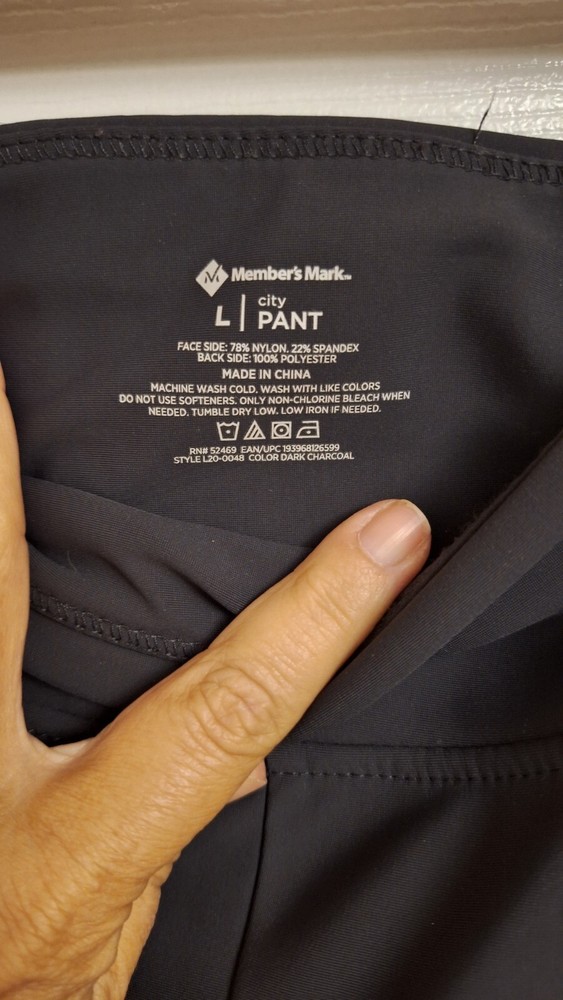 Member's Mark™
L | city
PANT
FACE SIDE: 78% NYLON, 22% SPANDEX
BACK SIDE: 100% POLYESTER
MADE IN CHINA
MACHINE WASH COLD. WASH WITH LIKE COLORS
DO NOT USE SOFTENERS. ONLY NON-CHLORINE BLEACH WHEN
NEEDED. TUMBLE DRY LOW. LOW IRON IF NEEDED.
RN# 52469 EAN/UPC 193968126599
STYLE L20-0048 COLOR DARK CHARCOAL